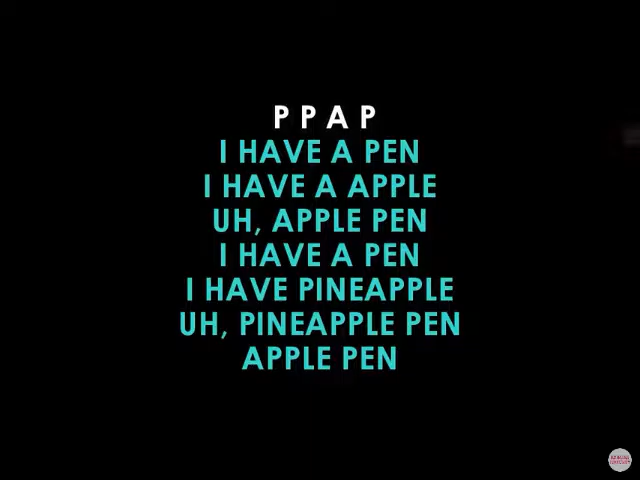 P P A P
I HAVE A PEN
I HAVE A APPLE
UH, APPLE PEN
I HAVE A PEN
I HAVE PINEAPPLE
UH, PINEAPPLE PEN
APPLE PEN